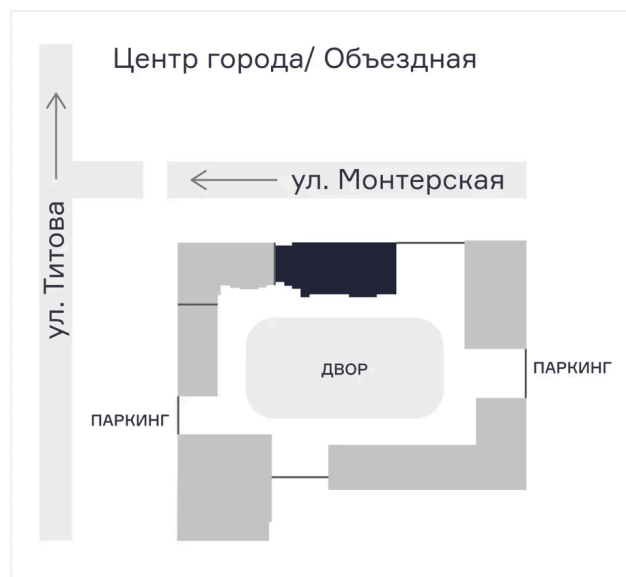 Центр города/ Объездная
ул. Монтерская
ул. Титова
ДВОР
ПАРКИНГ
ПАРКИНГ